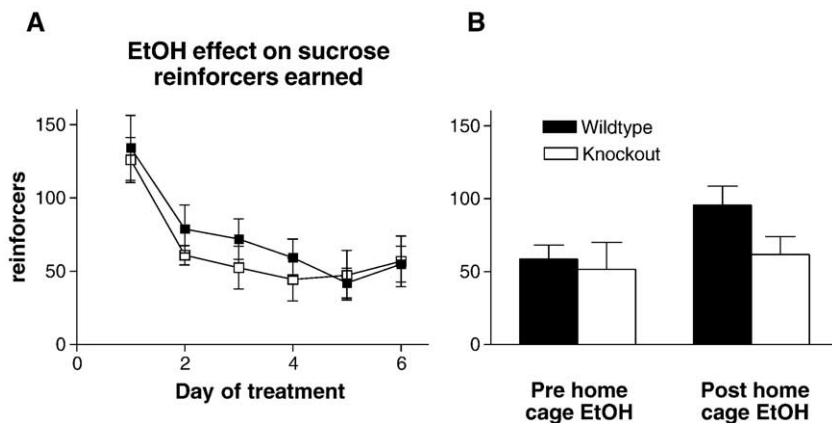 A
EtOH effect on sucrose
reinforcers earned
150
100
50
0
reinforcers
0
2
4
6
Day of treatment
B
150
100
50
0
Wildtype
Knockout
Pre home
cage EtOH
Post home
cage EtOH